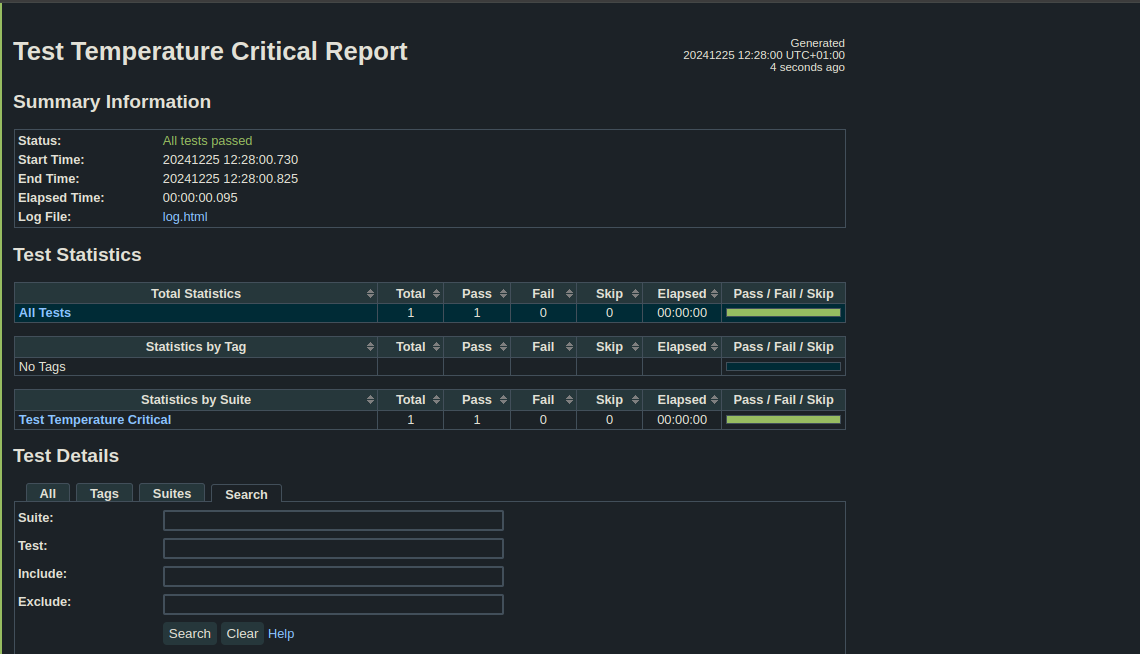 Test Temperature Critical Report
Generated
20241225 12:28:00 UTC+01:00
4 seconds ago
Summary Information
Status: All tests passed
Start Time: 20241225 12:28:00.730
End Time: 20241225 12:28:00.825
Elapsed Time: 00:00:00.095
Log File: log.html
Test Statistics
Total Statistics Total Pass Fail Skip Elapsed Pass / Fail / Skip
All Tests 1 1 0 0 00:00:00
Statistics by Tag Total Pass Fail Skip Elapsed Pass / Fail / Skip
No Tags
Statistics by Suite Total Pass Fail Skip Elapsed Pass / Fail / Skip
Test Temperature Critical 1 1 0 0 00:00:00
Test Details
All Tags Suites Search
Suite:
Test:
Include:
Exclude:
Search Clear Help